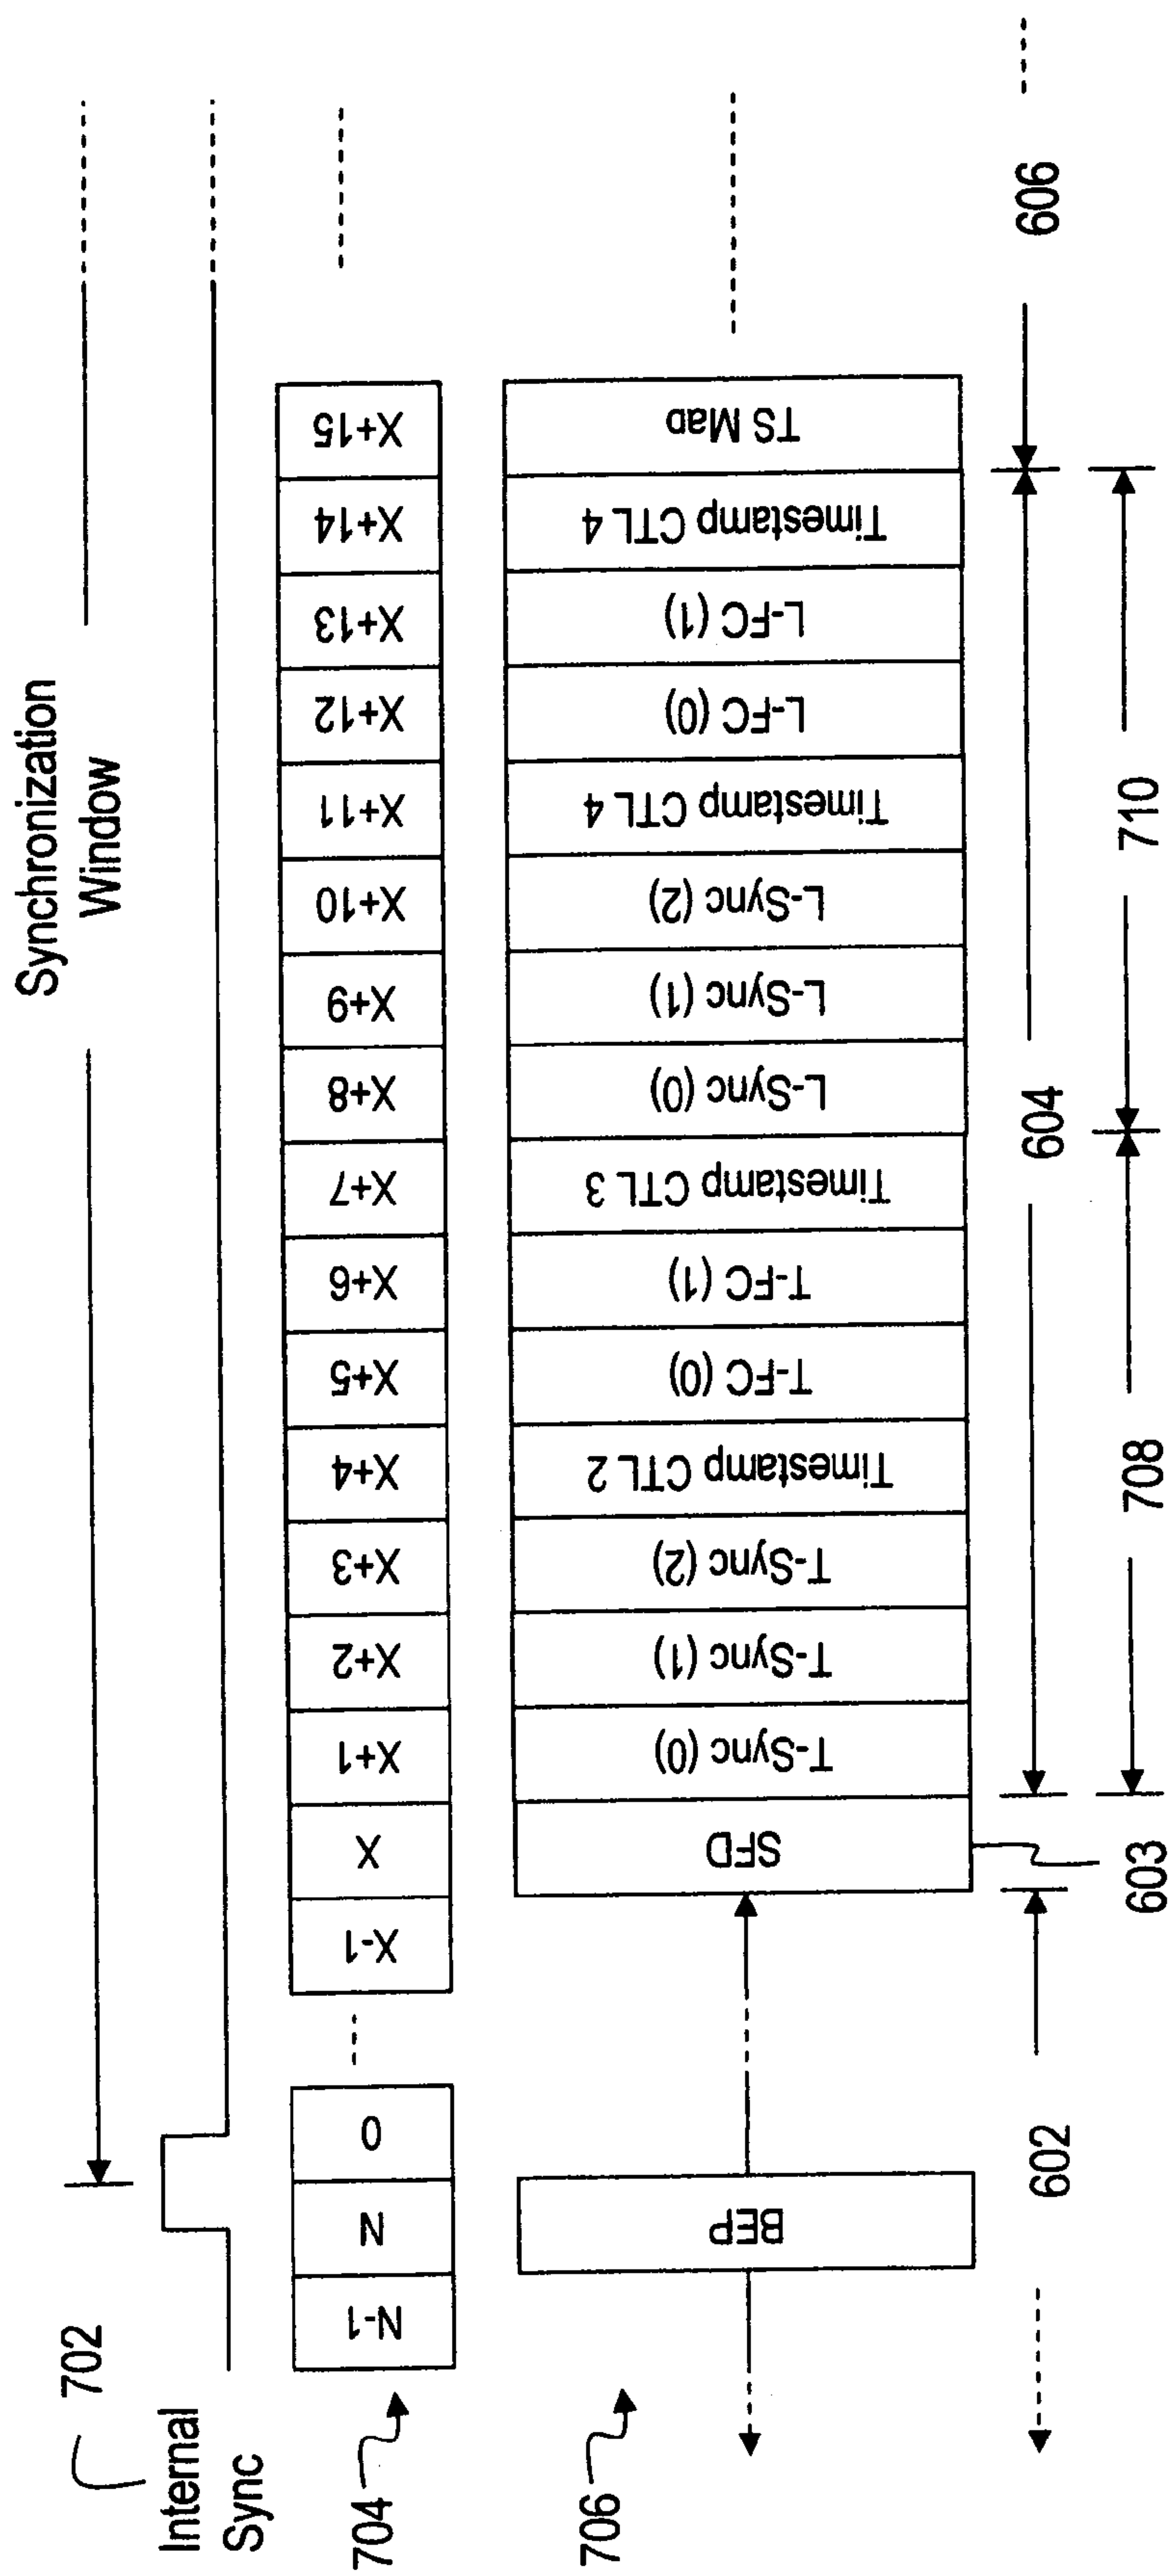 Synchronization
Window
702
Internal
Sync
704
N-1
N
0
X-1
X
X+1
X+2
X+3
X+4
X+5
X+6
X+7
X+8
X+9
X+10
X+11
X+12
X+13
X+14
X+15
706
BEP
SFD
T-Sync (0)
T-Sync (1)
T-Sync (2)
Timestamp CTL 2
T-FC (0)
T-FC (1)
Timestamp CTL 3
L-Sync (0)
L-Sync (1)
L-Sync (2)
Timestamp CTL 4
L-FC (0)
L-FC (1)
Timestamp CTL 4
TS Map
602
604
606
603
708
710